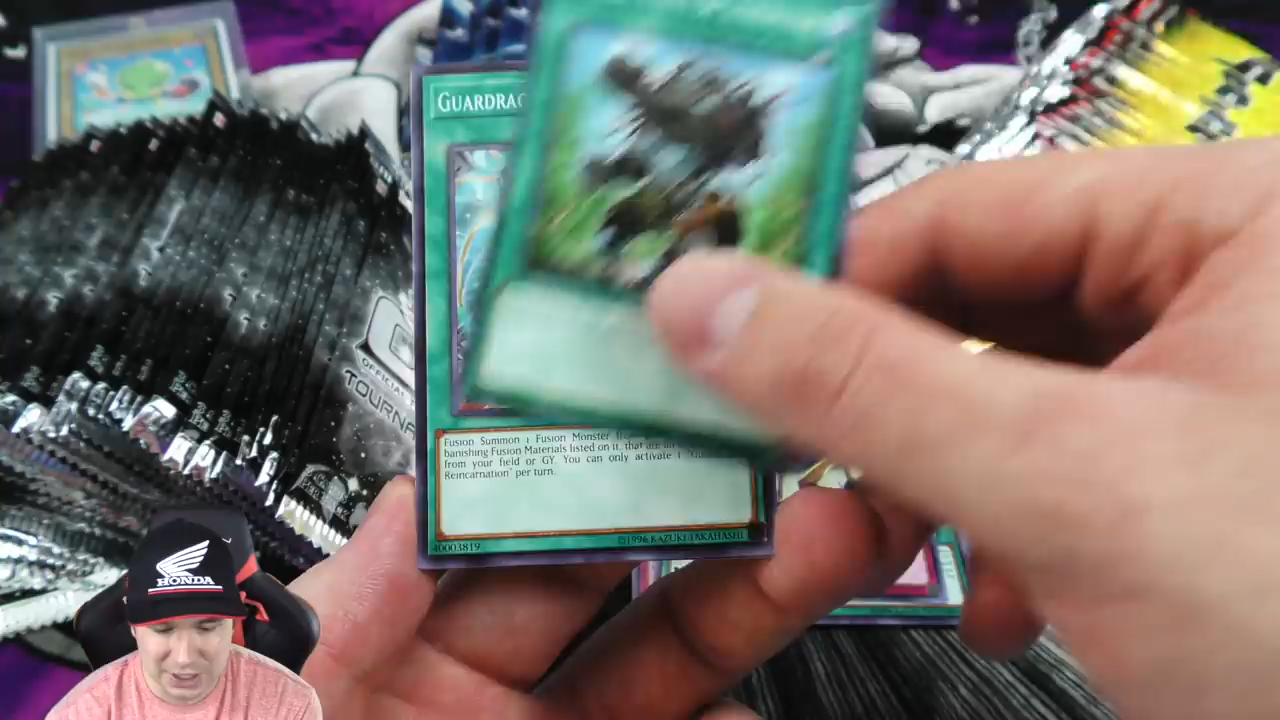 GUARDRAG
Fusion Summon 1 Fusion Monster
banishing Fusion Materials listed on it, that are
from your field or GY. You can only activate 1
Reincarnation" per turn.
40003819
©1996 KAZUKI TAKAHASHI
OFFICIAL
TOURNA
HONDA